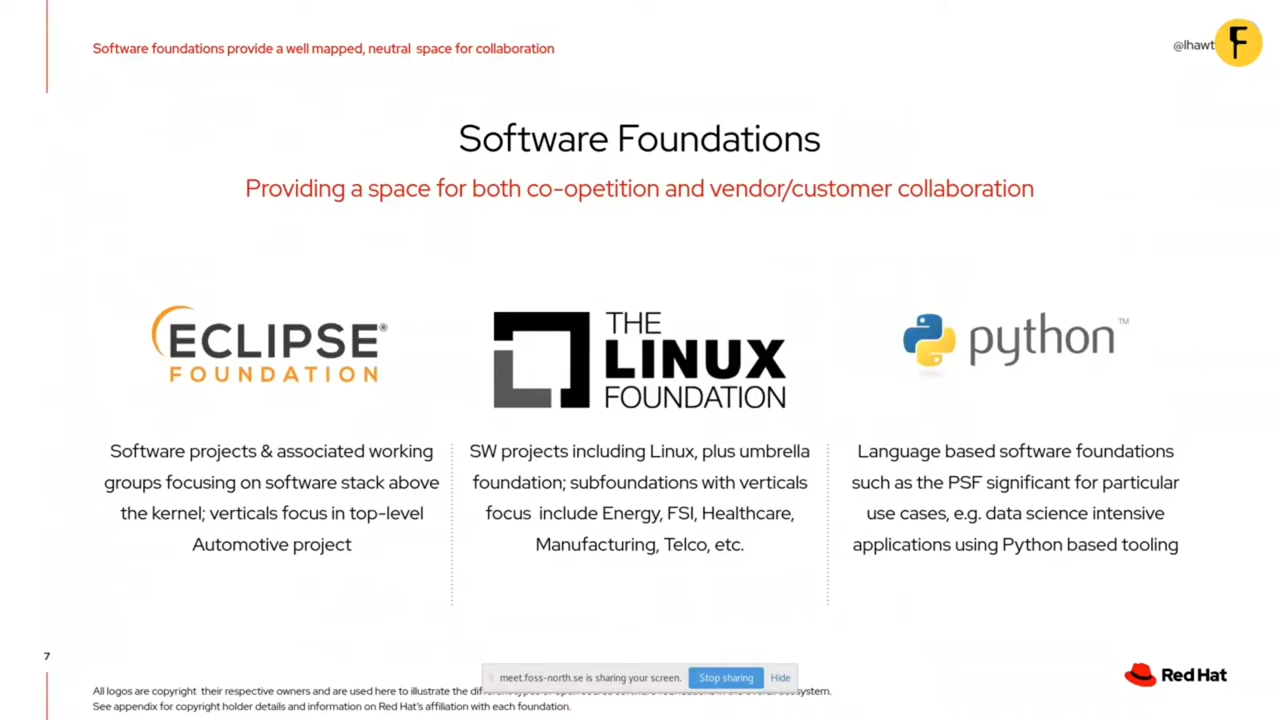 Software foundations provide a well mapped, neutral space for collaboration
@lhawt
F
Software Foundations
Providing a space for both co-opetition and vendor/customer collaboration
ECLIPSE®
FOUNDATION
THE
LINUX
FOUNDATION
python™
Software projects & associated working
groups focusing on software stack above
the kernel; verticals focus in top-level
Automotive project
SW projects including Linux, plus umbrella
foundation; subfoundations with verticals
focus include Energy, FSI, Healthcare,
Manufacturing, Telco, etc.
Language based software foundations
such as the PSF significant for particular
use cases, e.g. data science intensive
applications using Python based tooling
7
meet.foss-north.se is sharing your screen. Stop sharing Hide
Red Hat
All logos are copyright their respective owners and are used here to illustrate the
See appendix for copyright holder details and information on Red Hat's affiliation with each foundation.